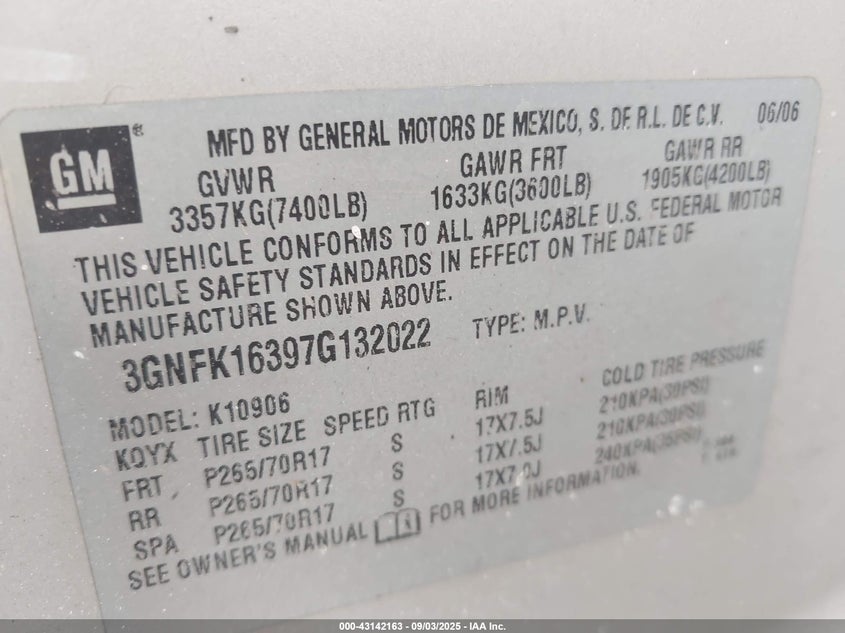 GM ®
MFD BY GENERAL MOTORS DE MEXICO, S. DE R.L. DE C.V. 06/06
GVWR GAWR FRT GAWR RR
3357KG(7400LB) 1633KG(3600LB) 1905KG(4200LB)
THIS VEHICLE CONFORMS TO ALL APPLICABLE U.S. FEDERAL MOTOR
VEHICLE SAFETY STANDARDS IN EFFECT ON THE DATE OF
MANUFACTURE SHOWN ABOVE.
3GNFK16397G132022 TYPE: M.P.V.
MODEL: K10906
KQYX TIRE SIZE SPEED RTG RIM COLD TIRE PRESSURE
FRT P265/70R17 S 17X7.5J 210KPA(30PSI)
RR P265/70R17 S 17X7.5J 210KPA(30PSI)
SPA P265/70R17 S 17X7.0J 240KPA(35PSI)
SEE OWNER'S MANUAL FOR MORE INFORMATION.
000-43142163 - 09/03/2025 - IAA Inc.